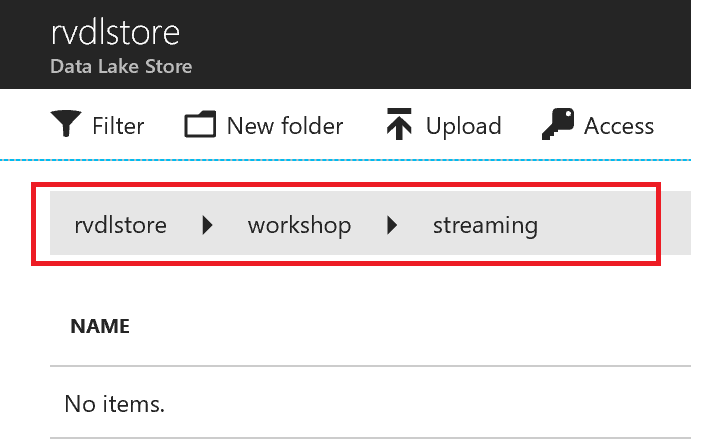 rvdlstore
Data Lake Store
Filter New folder Upload Access
rvdlstore workshop streaming
NAME
No items.